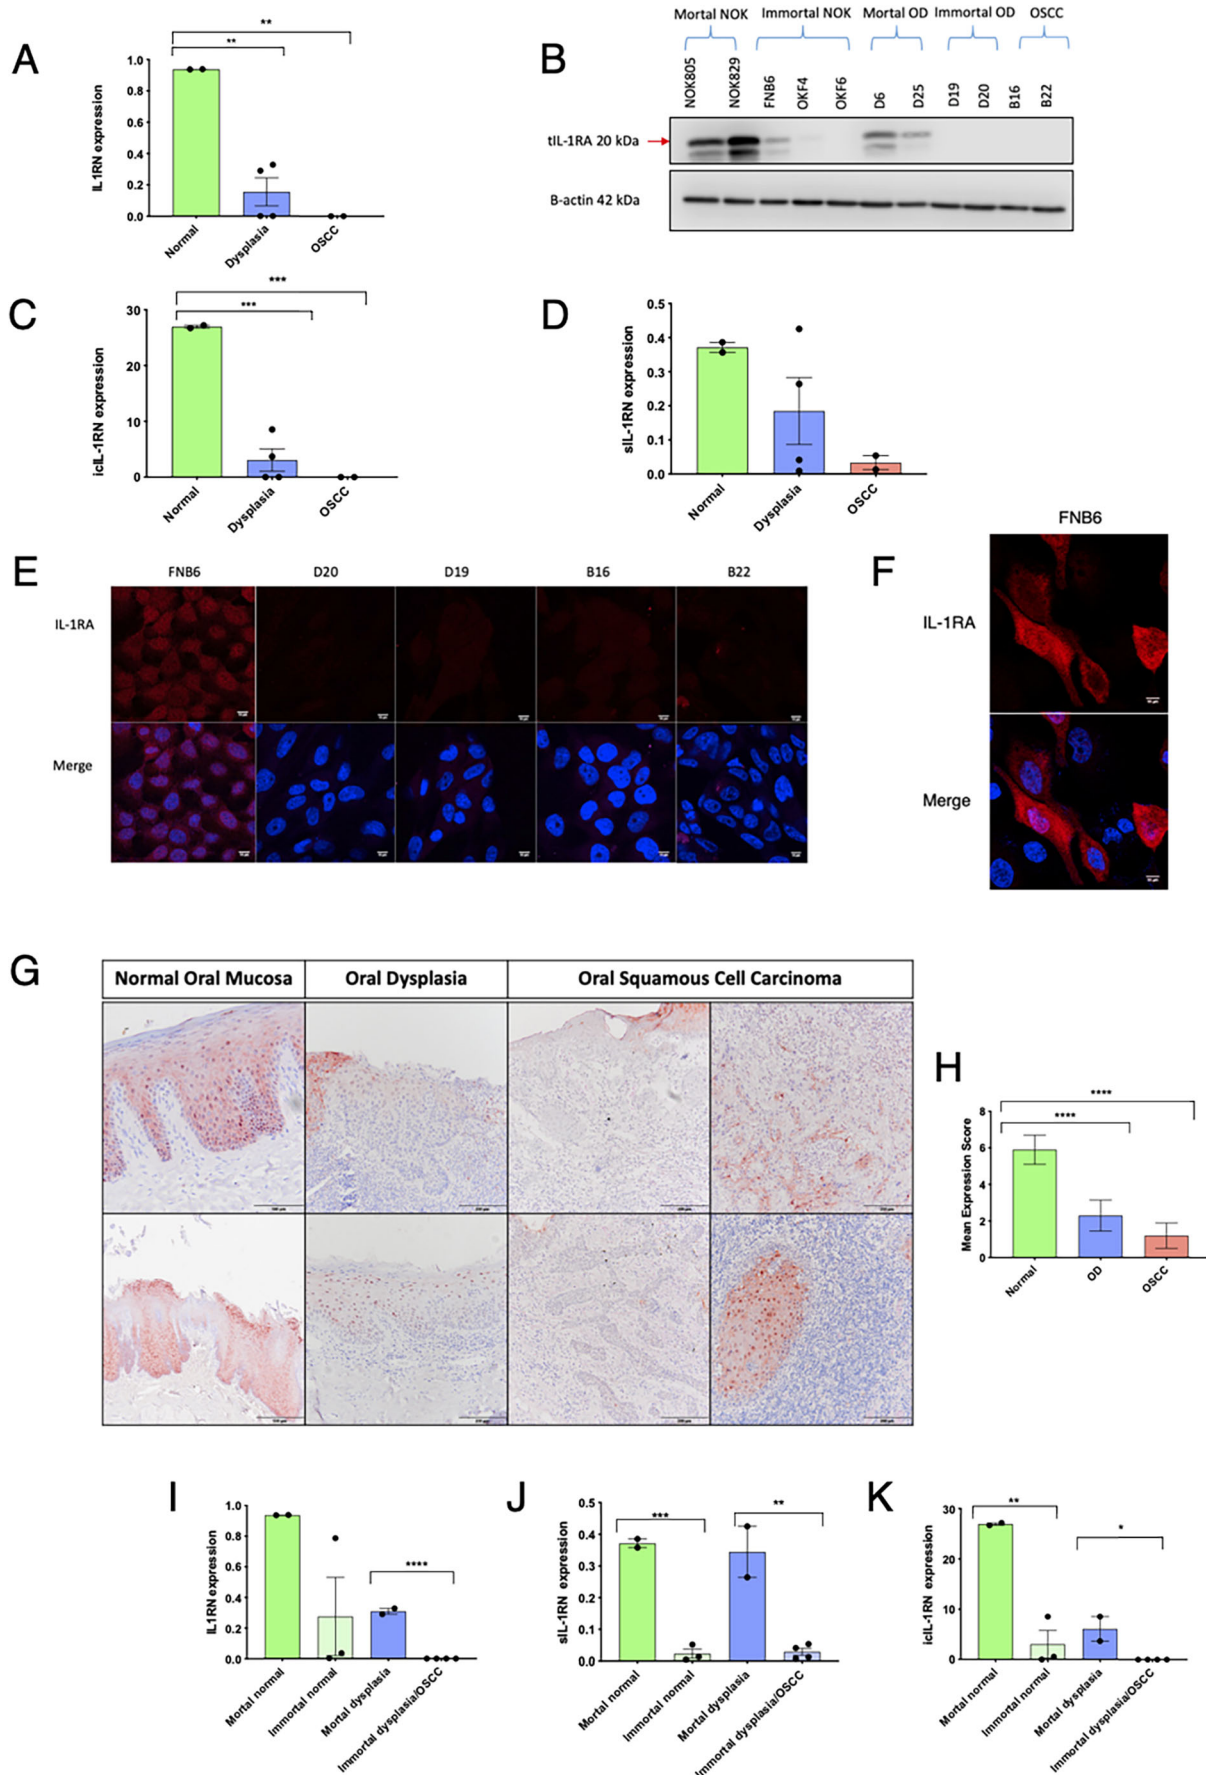 A
**
**
IL1RN expression
1.0
0.8
0.6
0.4
0.2
0.0
Normal
Dysplasia
OSCC
B
Mortal NOK
Immortal NOK
Mortal OD
Immortal OD
OSCC
NOK805
NOK829
FNB6
OKF4
OKF6
D6
D25
D19
D20
B16
B22
tIL-1RA 20 kDa
B-actin 42 kDa
C
***
***
icIL-1RN expression
30
20
10
0
Normal
Dysplasia
OSCC
D
sIL-1RN expression
0.5
0.4
0.3
0.2
0.1
0.0
Normal
Dysplasia
OSCC
E
FNB6
D20
D19
B16
B22
IL-1RA
Merge
F
FNB6
IL-1RA
Merge
G
Normal Oral Mucosa
Oral Dysplasia
Oral Squamous Cell Carcinoma
H
****
****
Mean Expression Score
8
6
4
2
0
Normal
OD
OSCC
I
****
IL1RN expression
1.0
0.8
0.6
0.4
0.2
0.0
Mortal normal
Immortal normal
Mortal dysplasia
Immortal dysplasia/OSCC
J
***
**
sIL-1RN expression
0.5
0.4
0.3
0.2
0.1
0.0
Mortal normal
Immortal normal
Mortal dysplasia
Immortal dysplasia/OSCC
K
**
*
icIL-1RN expression
30
20
10
0
Mortal normal
Immortal normal
Mortal dysplasia
Immortal dysplasia/OSCC